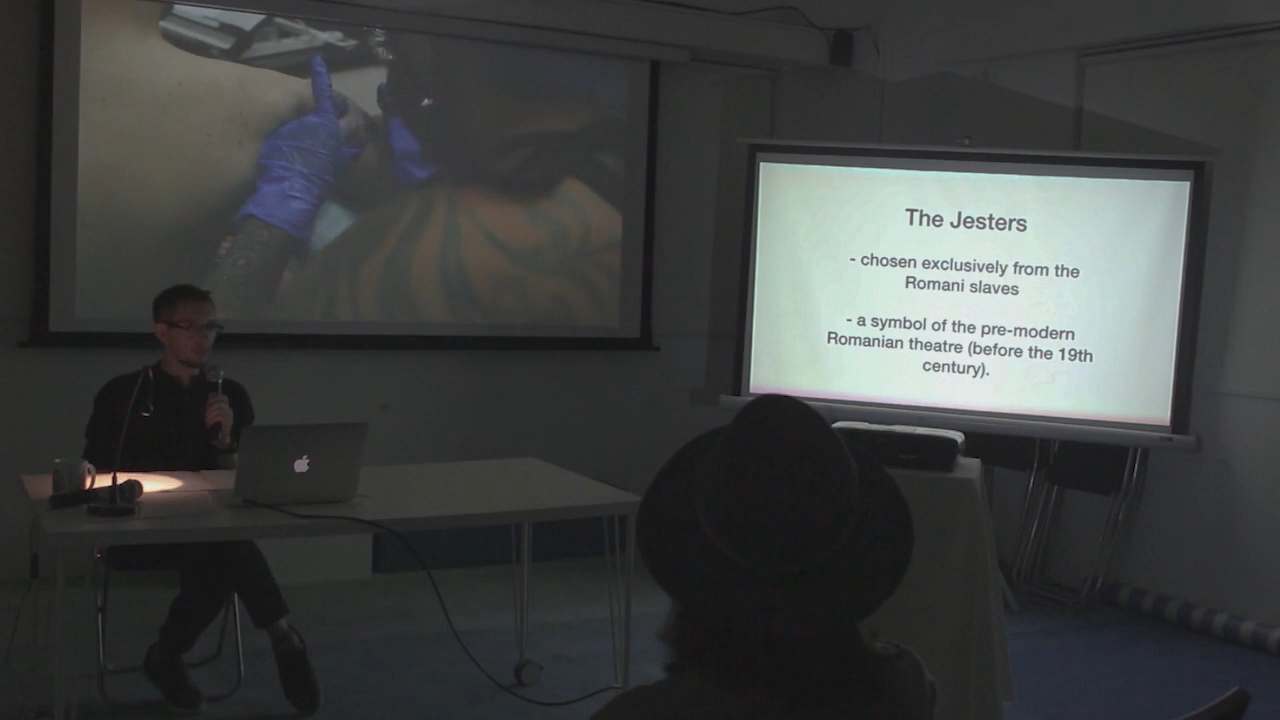 The Jesters
- chosen exclusively from the
Romani slaves
- a symbol of the pre-modern
Romanian theatre (before the 19th
century).